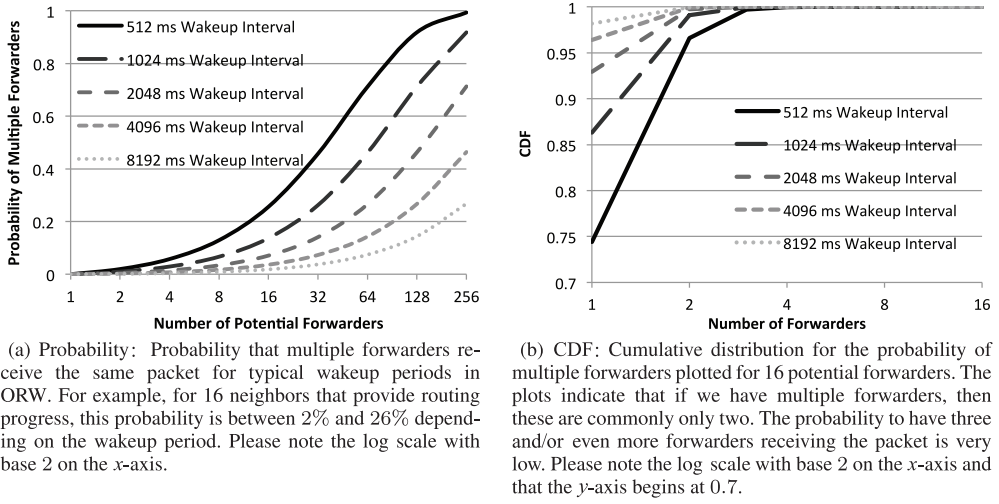 Probability of Multiple Forwarders
1
0.8
0.6
0.4
0.2
0
512 ms Wakeup Interval
1024 ms Wakeup Interval
2048 ms Wakeup Interval
4096 ms Wakeup Interval
8192 ms Wakeup Interval
1 2 4 8 16 32 64 128 256
Number of Potential Forwarders
(a) Probability: Probability that multiple forwarders re-
ceive the same packet for typical wakeup periods in
ORW. For example, for 16 neighbors that provide routing
progress, this probability is between 2% and 26% depend-
ing on the wakeup period. Please note the log scale with
base 2 on the x-axis.
CDF
1
0.95
0.9
0.85
0.8
0.75
0.7
512 ms Wakeup Interval
1024 ms Wakeup Interval
2048 ms Wakeup Interval
4096 ms Wakeup Interval
8192 ms Wakeup Interval
1 2 4 8 16
Number of Forwarders
(b) CDF: Cumulative distribution for the probability of
multiple forwarders plotted for 16 potential forwarders. The
plots indicate that if we have multiple forwarders, then
these are commonly only two. The probability to have three
and/or even more forwarders receiving the packet is very
low. Please note the log scale with base 2 on the x-axis and
that the y-axis begins at 0.7.